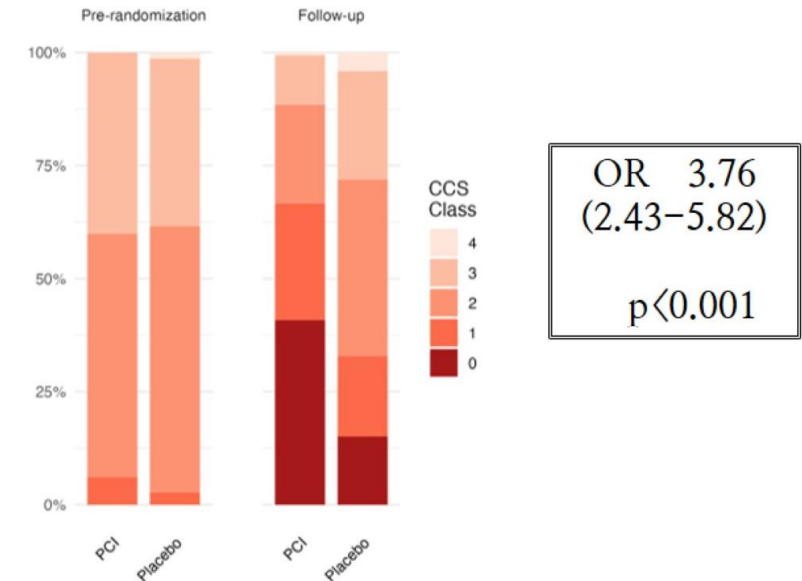 Pre-randomization
Follow-up
100%
75%
50%
25%
0%
PCI
Placebo
PCI
Placebo
CCS
Class
4
3
2
1
0
OR 3.76
(2.43-5.82)
p<0.001